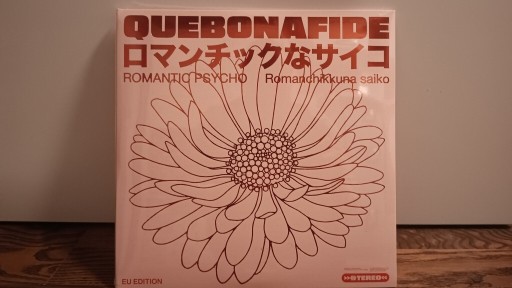 QUEBONAFIDE
ロマンチックなサイコ
ROMANTIC PSYCHO Romanchikkuna saiko
EU EDITION
STEREO